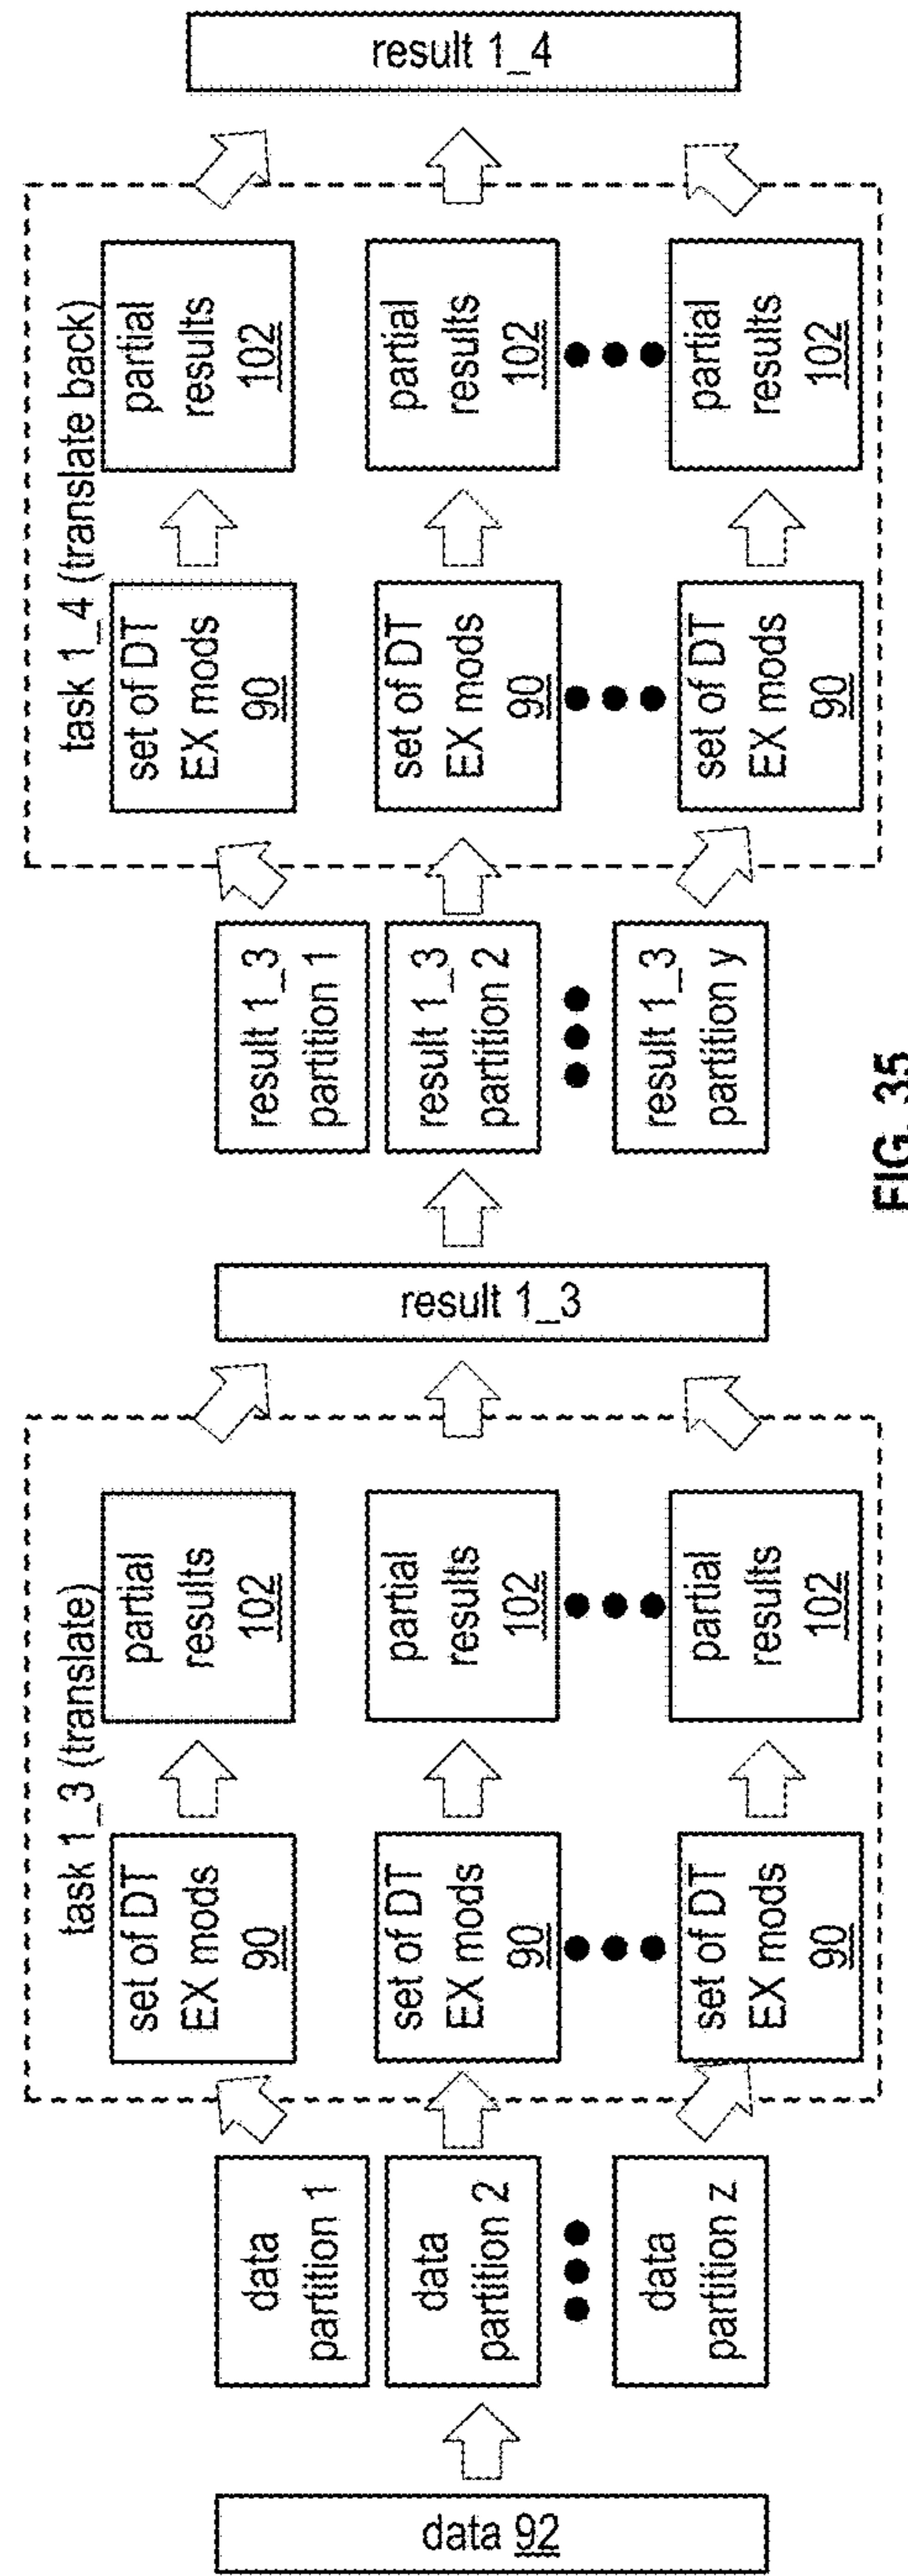 data 92
data
partition 1
data
partition 2
data
partition z
task 1_3 (translate)
set of DT
EX mods
90
partial
results
102
set of DT
EX mods
90
partial
results
102
set of DT
EX mods
90
partial
results
102
result 1_3
result 1_3
partition 1
result 1_3
partition 2
result 1_3
partition y
task 1_4 (translate back)
set of DT
EX mods
90
partial
results
102
set of DT
EX mods
90
partial
results
102
set of DT
EX mods
90
partial
results
102
result 1_4
FIG. 35